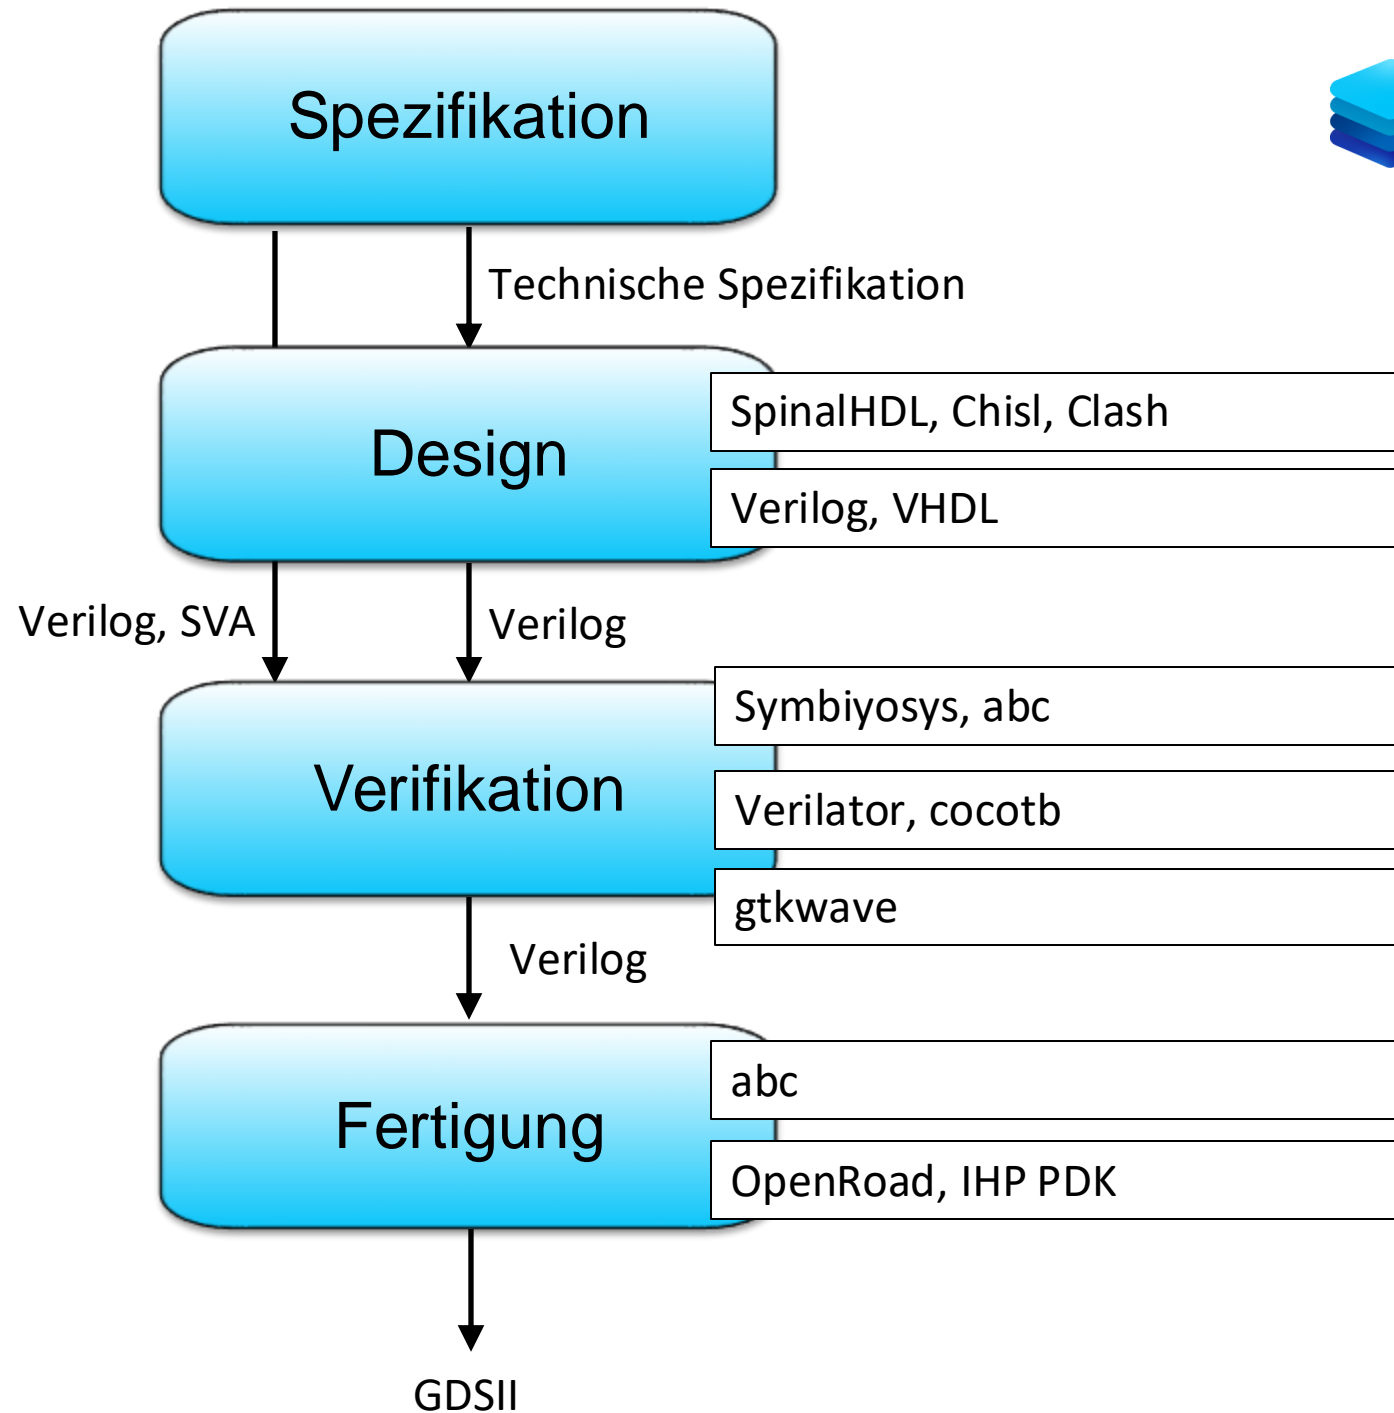 Spezifikation
Technische Spezifikation
Design
SpinalHDL, Chisl, Clash
Verilog, VHDL
Verilog, SVA
Verilog
Verifikation
Symbiyosys, abc
Verilator, cocotb
gtkwave
Verilog
Fertigung
abc
OpenRoad, IHP PDK
GDSII